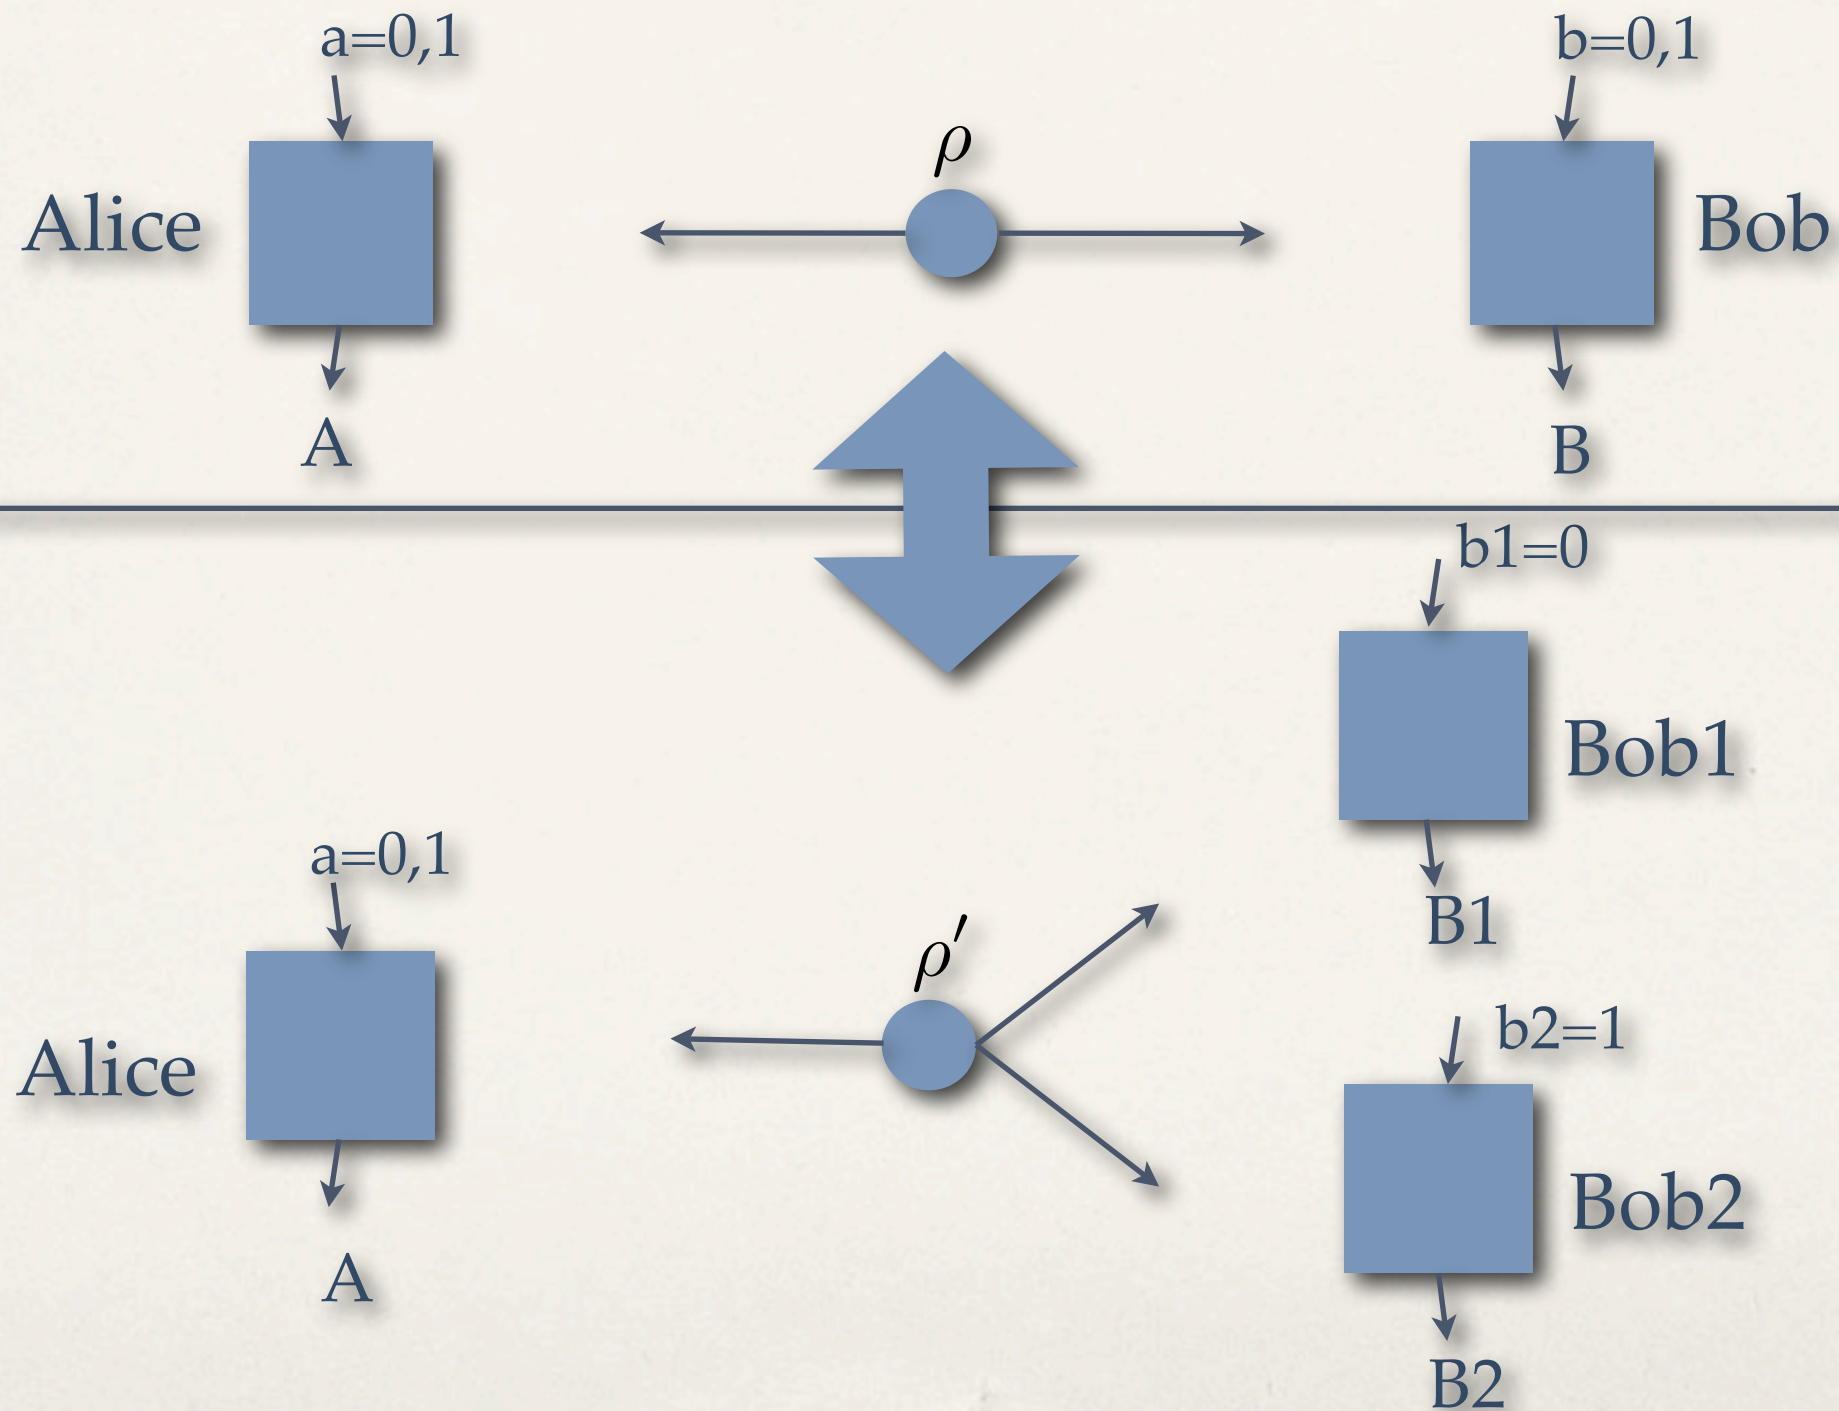 a=0,1
b=0,1
ρ
Alice
Bob
A
B
b1=0
Bob1
a=0,1
B1
ρ′
b2=1
Alice
Bob2
A
B2